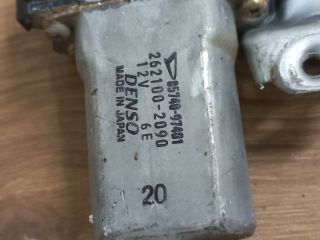 85740-97401
262100-2090
12V 6E
DENSO
MADE IN JAPAN
20